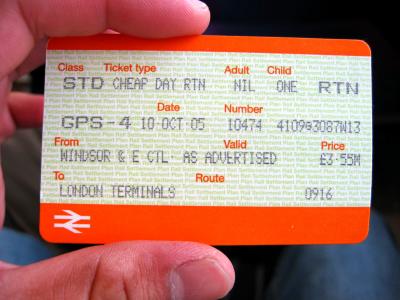 Class Ticket type Adult Child
STD CHEAP DAY RTN NIL ONE RTN
Date Number
GPS-4 10·OCT·05 10474 4109@3087W13
From Valid Price
WINDSOR & E CTL· AS ADVERTISED £3·55M
To Route
LONDON TERMINALS 0916